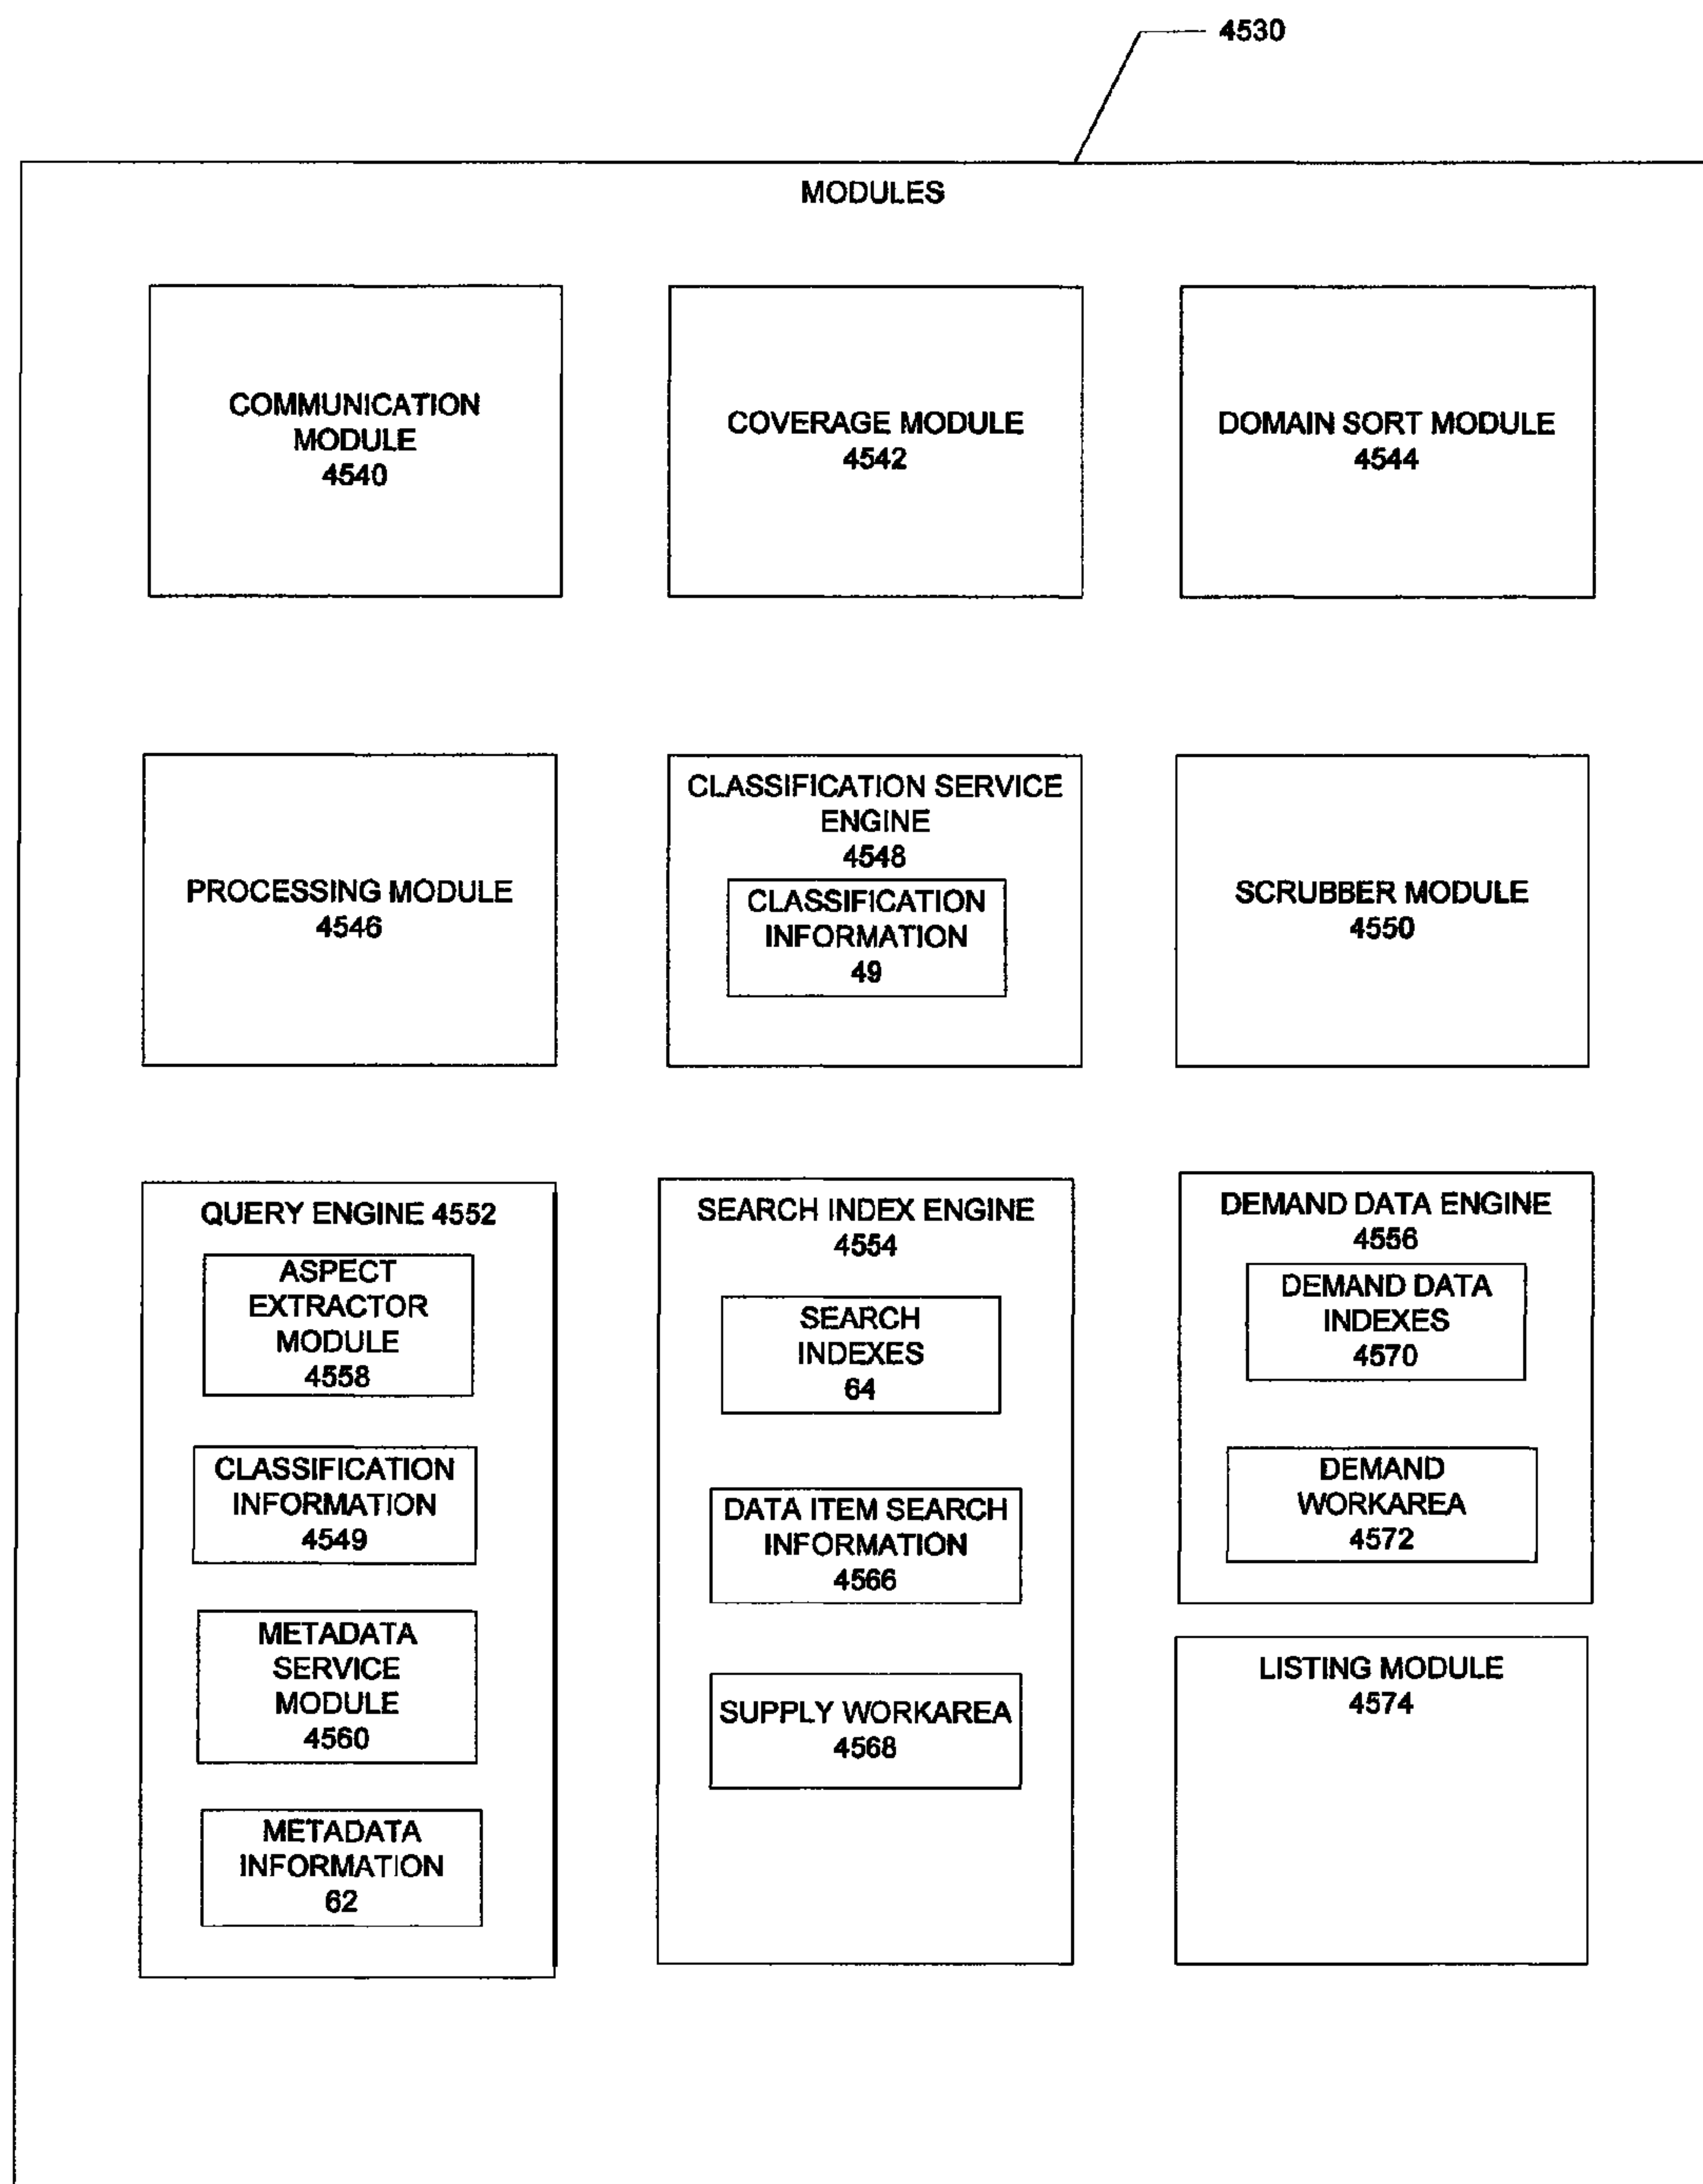 4530
MODULES
COMMUNICATION
MODULE
4540
COVERAGE MODULE
4542
DOMAIN SORT MODULE
4544
PROCESSING MODULE
4546
CLASSIFICATION SERVICE
ENGINE
4548
CLASSIFICATION
INFORMATION
49
SCRUBBER MODULE
4550
QUERY ENGINE 4552
ASPECT
EXTRACTOR
MODULE
4558
CLASSIFICATION
INFORMATION
4549
METADATA
SERVICE
MODULE
4560
METADATA
INFORMATION
62
SEARCH INDEX ENGINE
4554
SEARCH
INDEXES
64
DATA ITEM SEARCH
INFORMATION
4566
SUPPLY WORKAREA
4568
DEMAND DATA ENGINE
4556
DEMAND DATA
INDEXES
4570
DEMAND
WORKAREA
4572
LISTING MODULE
4574